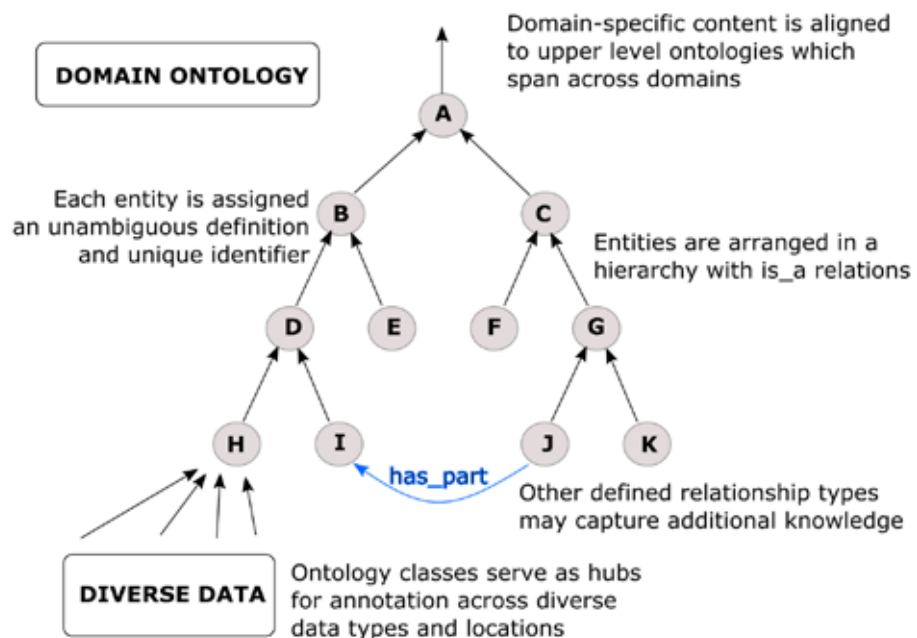 Domain-specific content is aligned
to upper level ontologies which
span across domains
DOMAIN ONTOLOGY
A
Each entity is assigned
an unambiguous definition
and unique identifier
B
C
Entities are arranged in a
hierarchy with is_a relations
D
E
F
G
H
I
J
K
has_part
Other defined relationship types
may capture additional knowledge
DIVERSE DATA
Ontology classes serve as hubs
for annotation across diverse
data types and locations